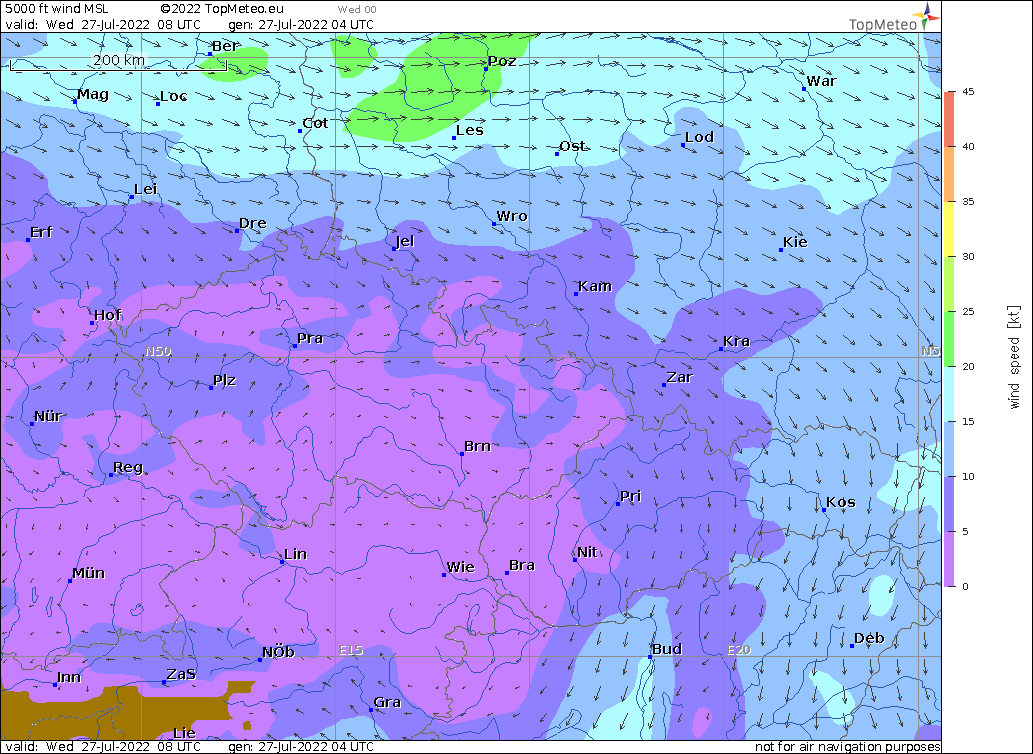 5000 ft wind MSL ©2022 TopMeteo.eu Wed 00
valid: Wed 27-Jul-2022 08 UTC gen: 27-Jul-2022 04 UTC
TopMeteo
Ber
200 km
Poz
War
45
Mag
Loc
Cot
Les
Lod
Ost
40
Lei
35
Dre
Wro
Erf
Jel
Kie
30
Kam
Hof
25
Pra
Kra
N50
N5
20
Plz
Zar
Nür
15
Brn
Reg
10
Pri
Kos
5
Lin
Nit
Mün
Wie
Bra
0
wind speed [kt]
Deb
NÖb
E15
Bud
E20
Inn
ZaS
Gra
Lie
valid: Wed 27-Jul-2022 08 UTC gen: 27-Jul-2022 04 UTC
not for air navigation purposes